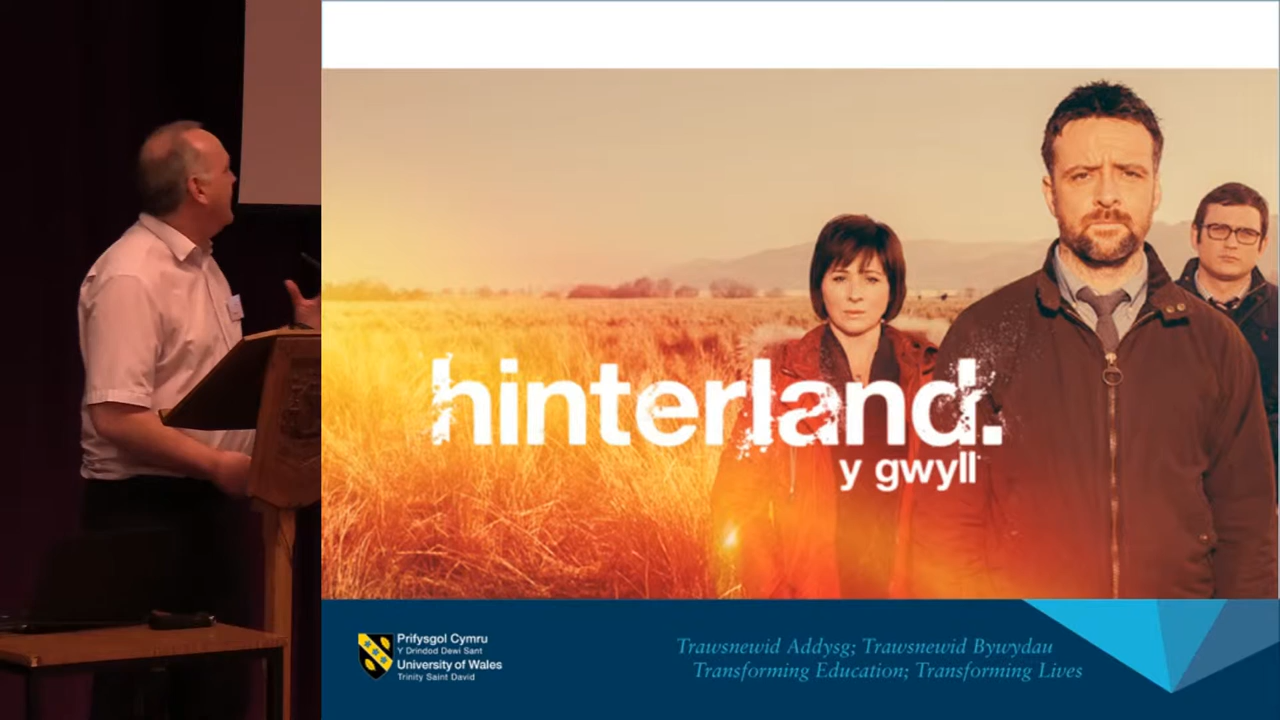 hinterland.
y gwyll
Prifysgol Cymru
Y Drindod Dewi Sant
University of Wales
Trinity Saint David
Trawsnewid Addysg; Trawsnewid Bywydau
Transforming Education; Transforming Lives